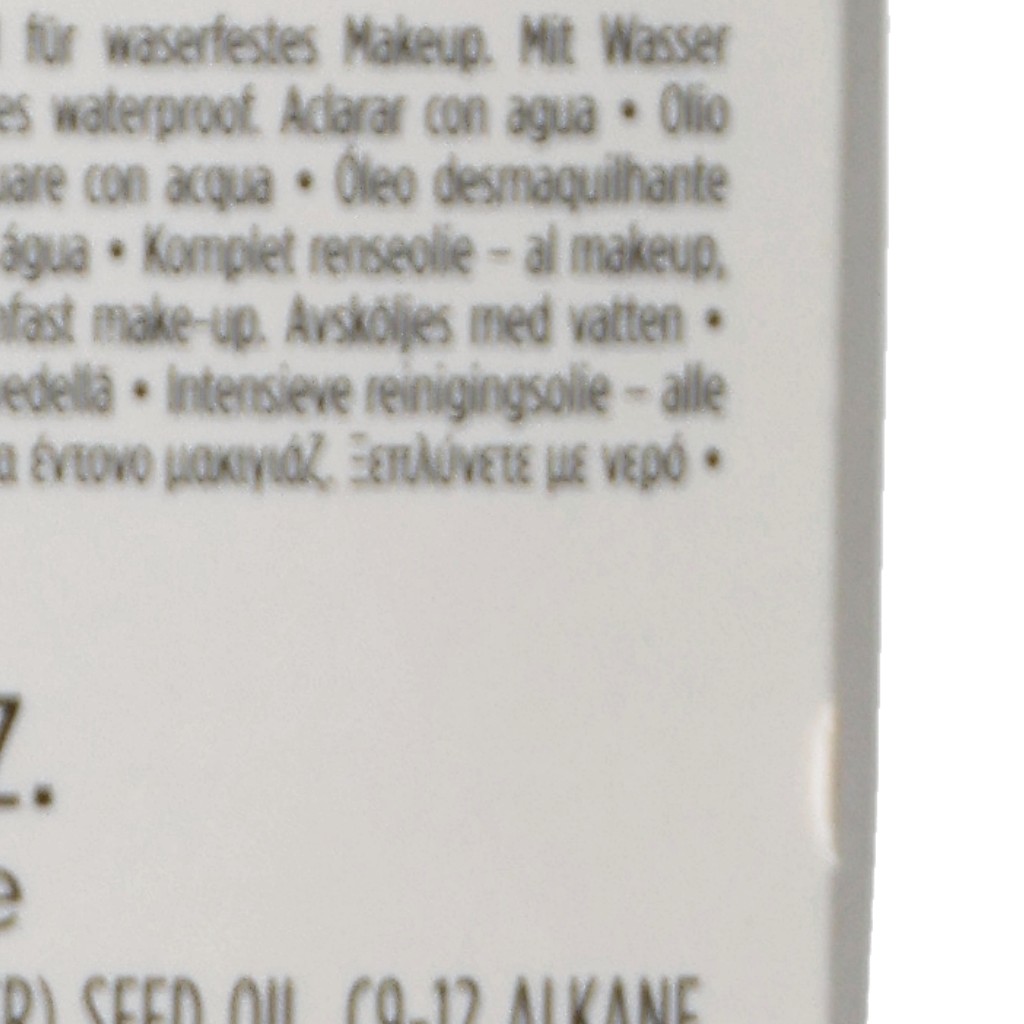 für waserfestes Makeup. Mit Wasser
es waterproof. Aclarar con agua • Olio
uare con acqua • Óleo desmaquilhante
água • Komplet renseolie – al makeup,
nfast make-up. Avsköljes med vatten •
vedellä • Intensieve reinigingsolie – alle
α έντονο μακιγιάζ. Ξεπλύνετε με νερό •
Z.
e
ER) SEED OIL, C9-12 ALKANE,